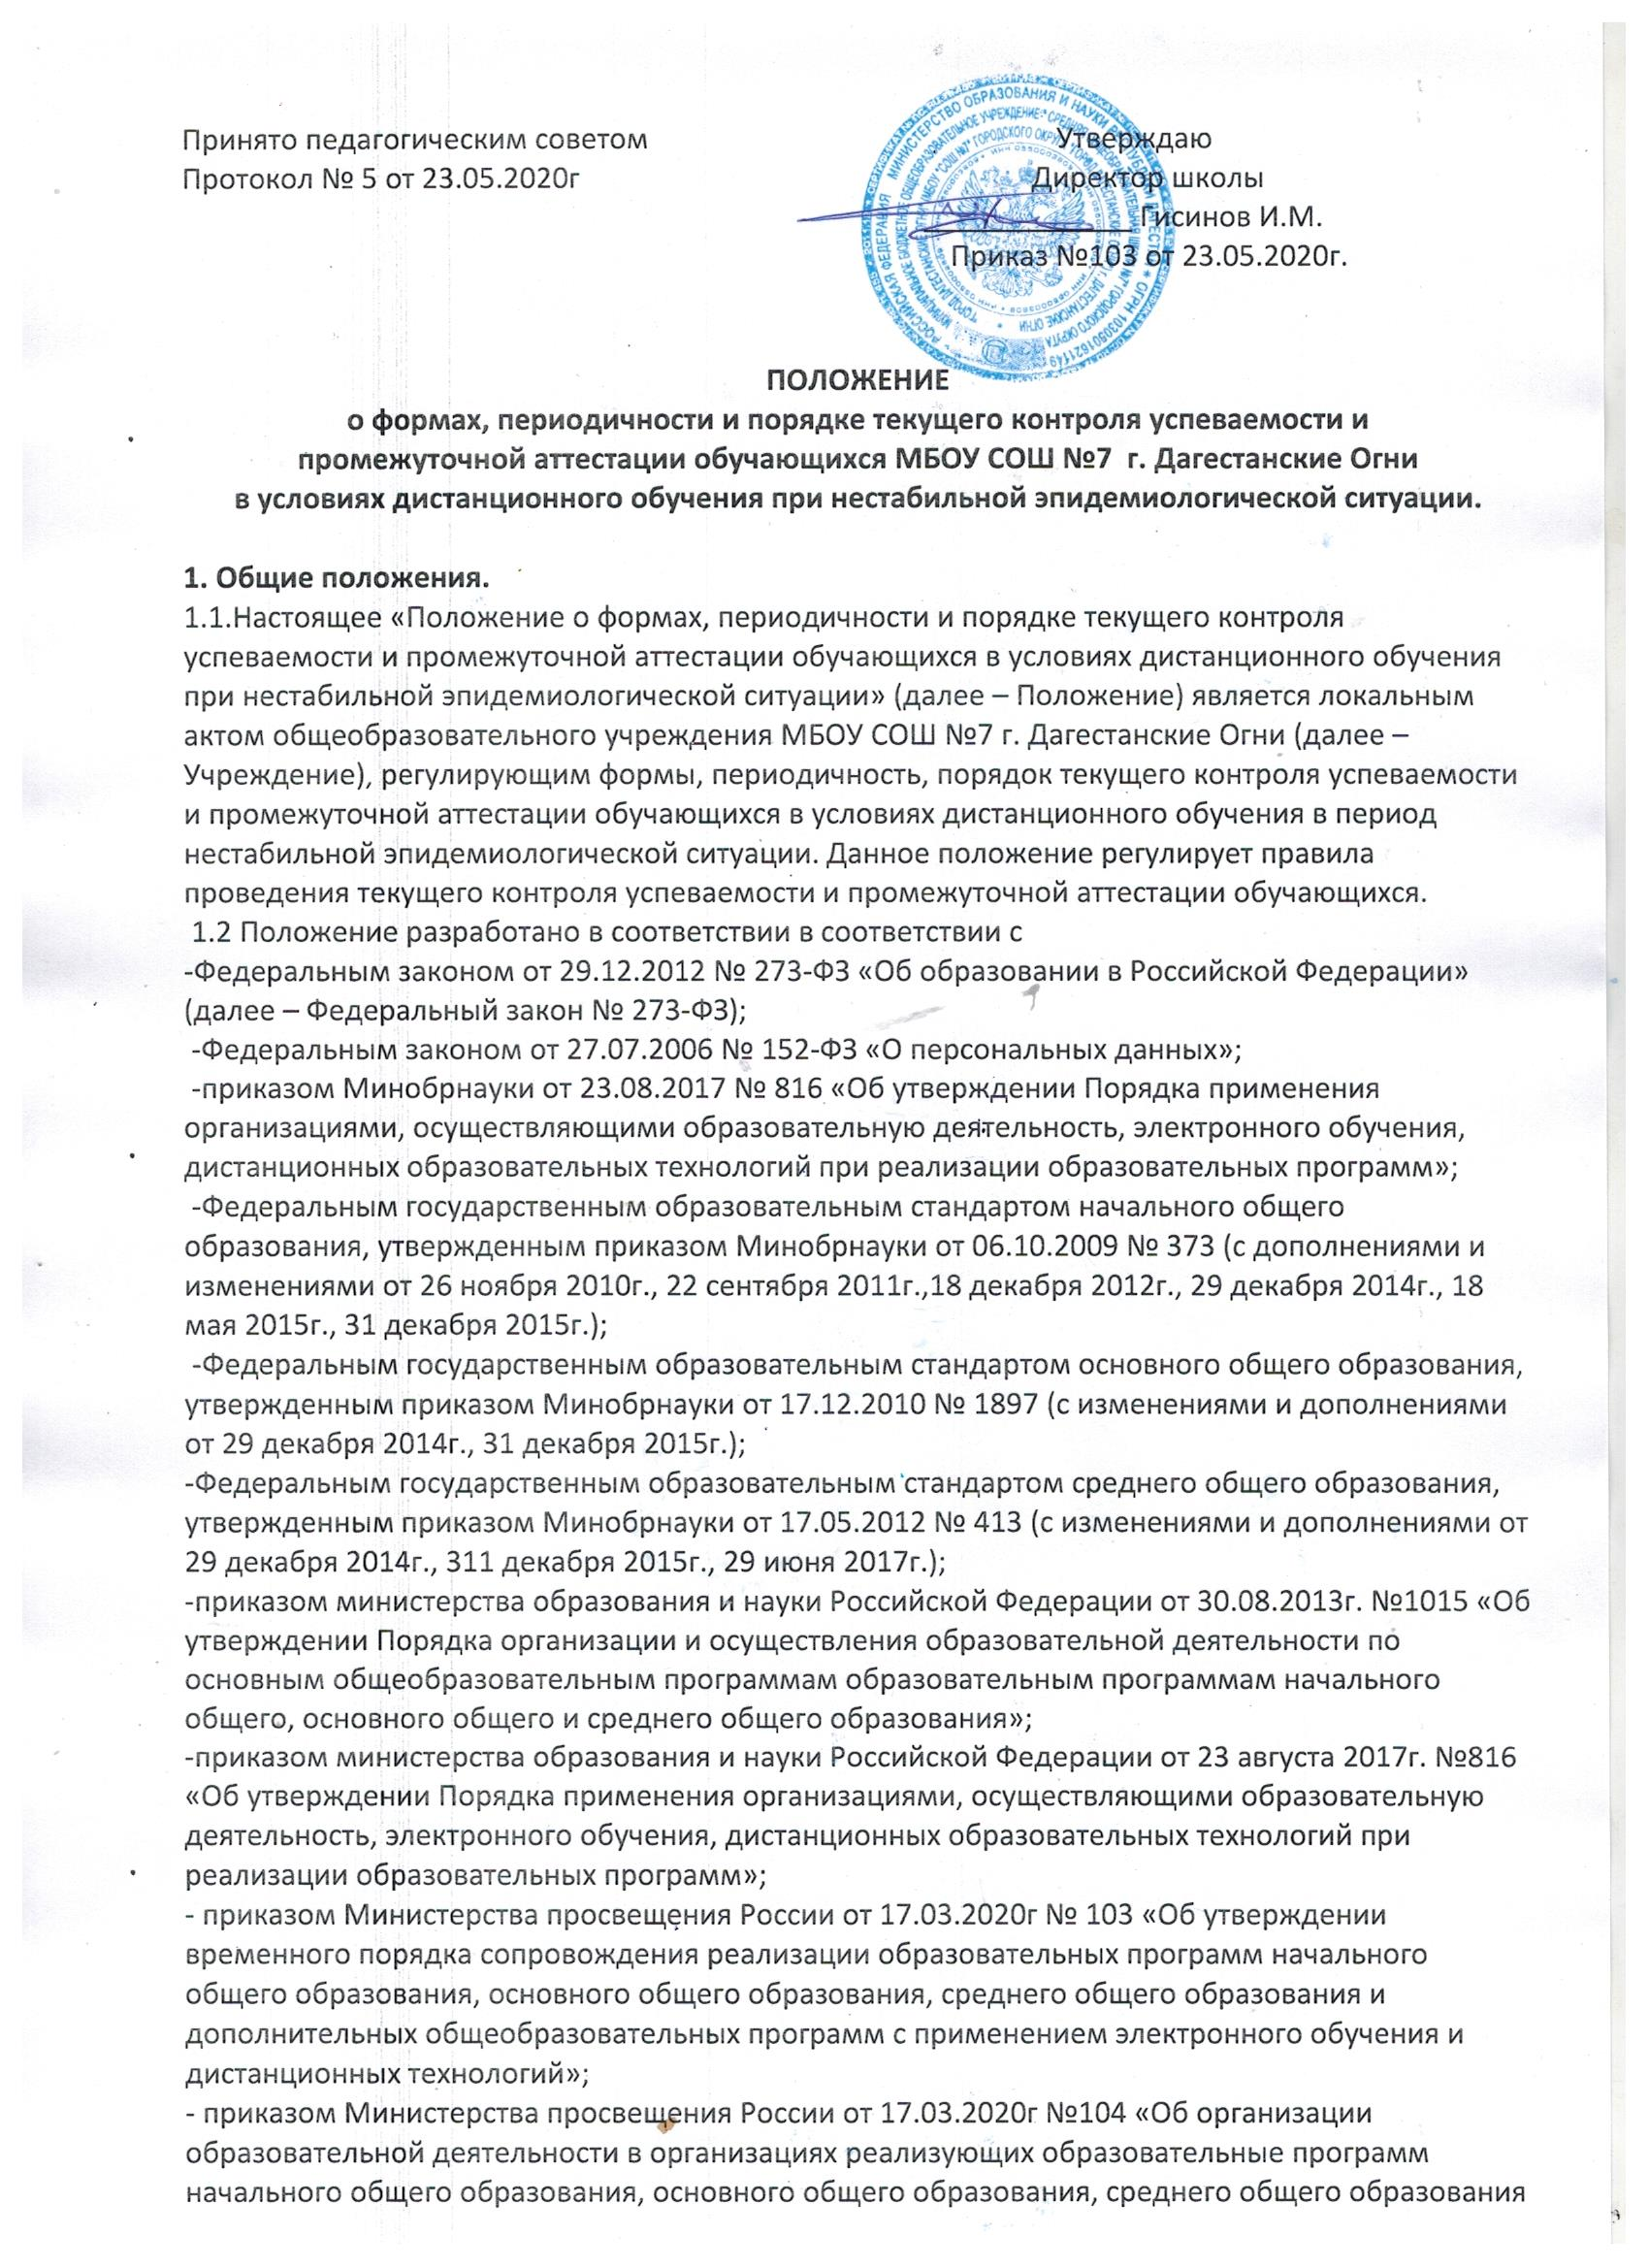 Принято педагогическим советом
Протокол № 5 от 23.05.2020г
Утверждаю
Директор школы
Гисинов И.М.
Приказ №103 от 23.05.2020г.
ПОЛОЖЕНИЕ
о формах, периодичности и порядке текущего контроля успеваемости и
промежуточной аттестации обучающихся МБОУ СОШ №7 г. Дагестанские Огни
в условиях дистанционного обучения при нестабильной эпидемиологической ситуации.
1. Общие положения.
1.1.Настоящее «Положение о формах, периодичности и порядке текущего контроля
успеваемости и промежуточной аттестации обучающихся в условиях дистанционного обучения
при нестабильной эпидемиологической ситуации» (далее – Положение) является локальным
актом общеобразовательного учреждения МБОУ СОШ №7 г. Дагестанские Огни (далее –
Учреждение), регулирующим формы, периодичность, порядок текущего контроля успеваемости
и промежуточной аттестации обучающихся в условиях дистанционного обучения в период
нестабильной эпидемиологической ситуации. Данное положение регулирует правила
проведения текущего контроля успеваемости и промежуточной аттестации обучающихся.
1.2 Положение разработано в соответствии в соответствии с
-Федеральным законом от 29.12.2012 № 273-ФЗ «Об образовании в Российской Федерации»
(далее – Федеральный закон № 273-ФЗ);
-Федеральным законом от 27.07.2006 № 152-ФЗ «О персональных данных»;
-приказом Минобрнауки от 23.08.2017 № 816 «Об утверждении Порядка применения
организациями, осуществляющими образовательную деятельность, электронного обучения,
дистанционных образовательных технологий при реализации образовательных программ»;
-Федеральным государственным образовательным стандартом начального общего
образования, утвержденным приказом Минобрнауки от 06.10.2009 № 373 (с дополнениями и
изменениями от 26 ноября 2010г., 22 сентября 2011г.,18 декабря 2012г., 29 декабря 2014г., 18
мая 2015г., 31 декабря 2015г.);
-Федеральным государственным образовательным стандартом основного общего образования,
утвержденным приказом Минобрнауки от 17.12.2010 № 1897 (с изменениями и дополнениями
от 29 декабря 2014г., 31 декабря 2015г.);
-Федеральным государственным образовательным стандартом среднего общего образования,
утвержденным приказом Минобрнауки от 17.05.2012 № 413 (с изменениями и дополнениями от
29 декабря 2014г., 311 декабря 2015г., 29 июня 2017г.);
-приказом министерства образования и науки Российской Федерации от 30.08.2013г. №1015 «Об
утверждении Порядка организации и осуществления образовательной деятельности по
основным общеобразовательным программам образовательным программам начального
общего, основного общего и среднего общего образования»;
-приказом министерства образования и науки Российской Федерации от 23 августа 2017г. №816
«Об утверждении Порядка применения организациями, осуществляющими образовательную
деятельность, электронного обучения, дистанционных образовательных технологий при
реализации образовательных программ»;
- приказом Министерства просвещения России от 17.03.2020г № 103 «Об утверждении
временного порядка сопровождения реализации образовательных программ начального
общего образования, основного общего образования, среднего общего образования и
дополнительных общеобразовательных программ с применением электронного обучения и
дистанционных технологий»;
- приказом Министерства просвещения России от 17.03.2020г №104 «Об организации
образовательной деятельности в организациях реализующих образовательные программ
начального общего образования, основного общего образования, среднего общего образования